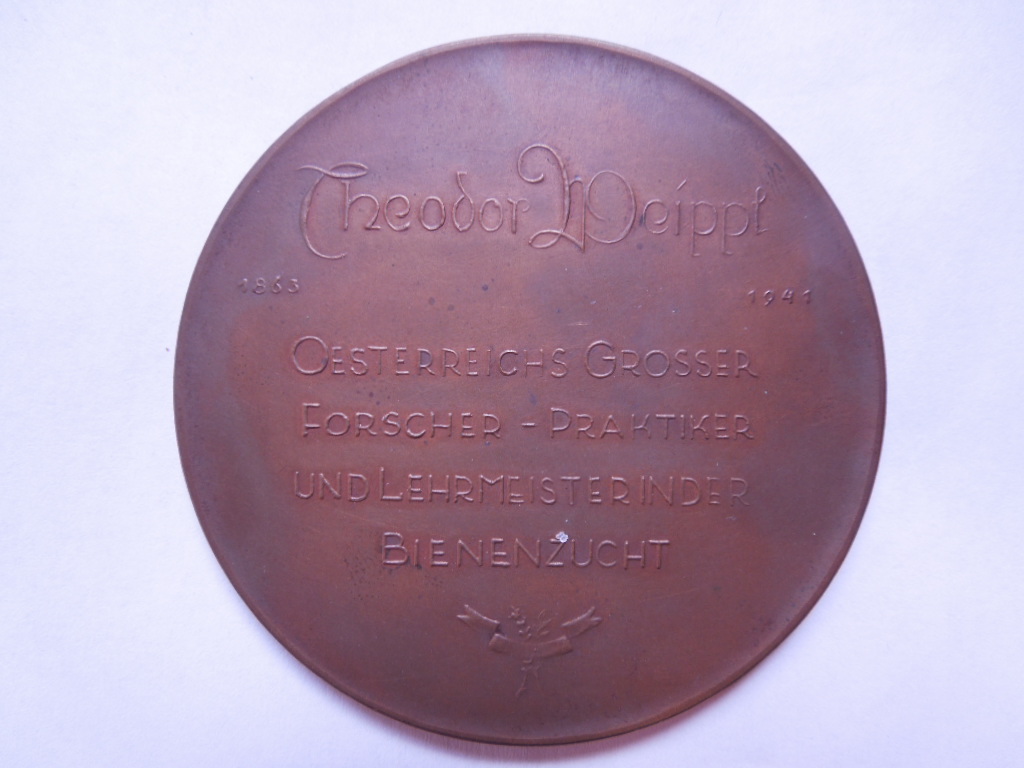 Theodor Weippl
1863 1941
OESTERREICHS GROSSER
FORSCHER - PRAKTIKER
UND LEHRMEISTER IN DER
BIENENZUCHT